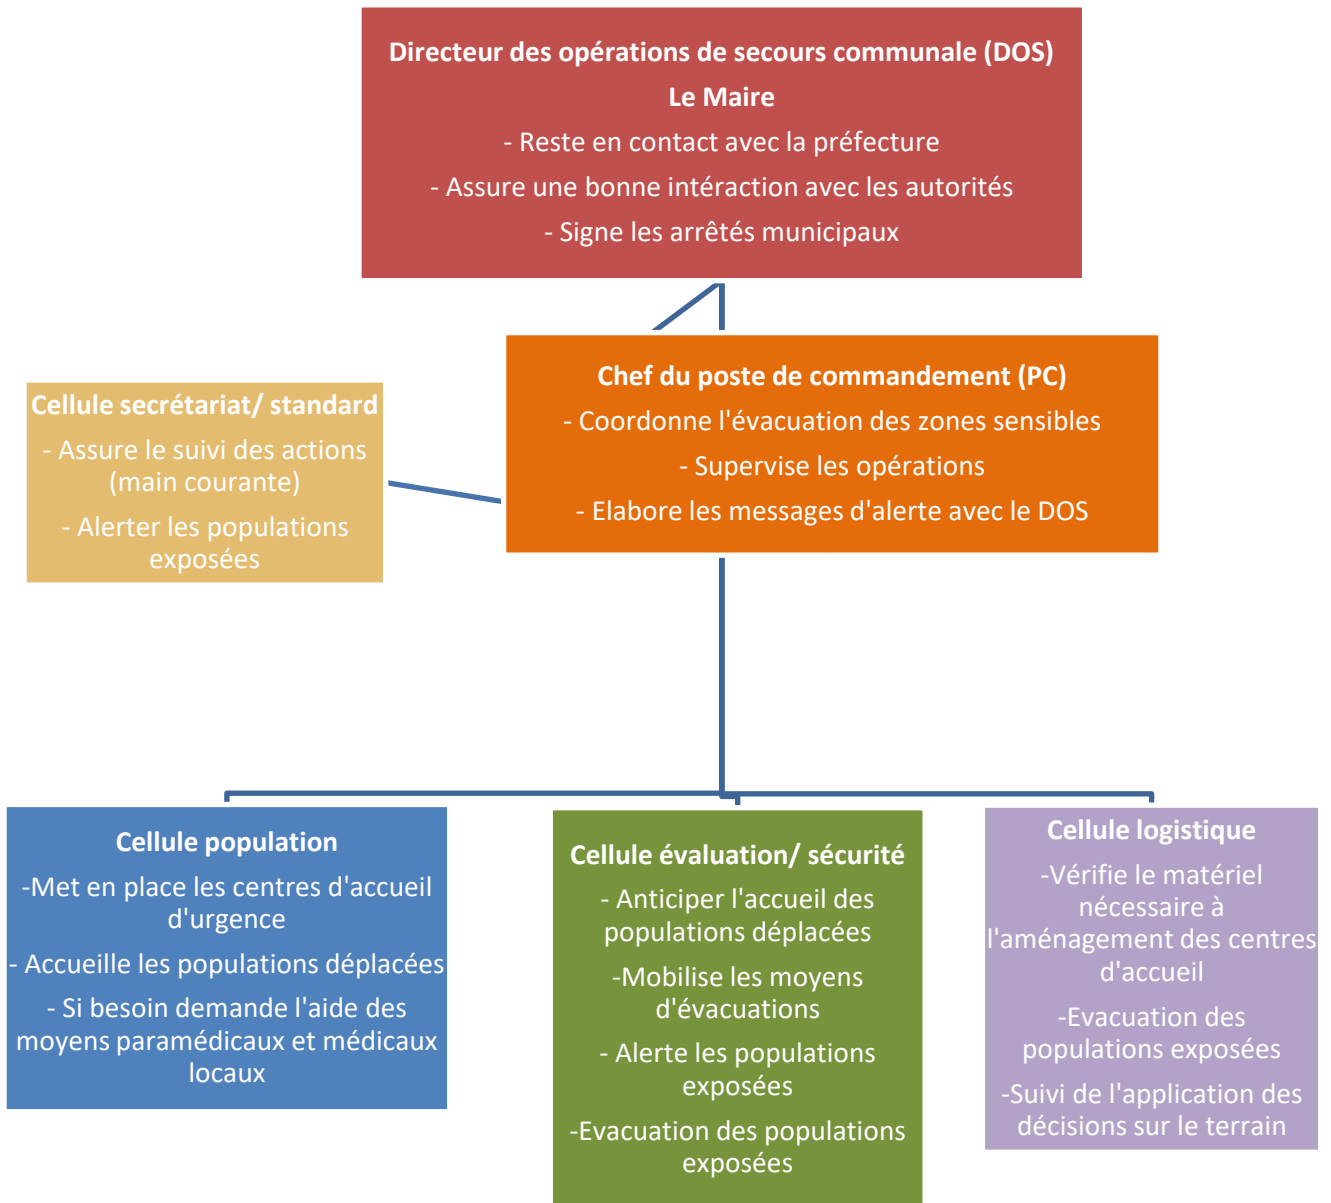 Directeur des opérations de secours communale (DOS)
Le Maire
- Reste en contact avec la préfecture
- Assure une bonne intéraction avec les autorités
- Signe les arrêtés municipaux
Chef du poste de commandement (PC)
- Coordonne l'évacuation des zones sensibles
- Supervise les opérations
- Elabore les messages d'alerte avec le DOS
Cellule secrétariat/ standard
- Assure le suivi des actions
(main courante)
- Alerter les populations
exposées
Cellule population
-Met en place les centres d'accueil
d'urgence
- Accueille les populations déplacées
- Si besoin demande l'aide des
moyens paramédicaux et médicaux
locaux
Cellule évaluation/ sécurité
- Anticiper l'accueil des
populations déplacées
-Mobilise les moyens
d'évacuations
- Alerte les populations
exposées
-Evacuation des populations
exposées
Cellule logistique
-Vérifie le matériel
nécessaire à
l'aménagement des centres
d'accueil
-Evacuation des
populations exposées
-Suivi de l'application des
décisions sur le terrain